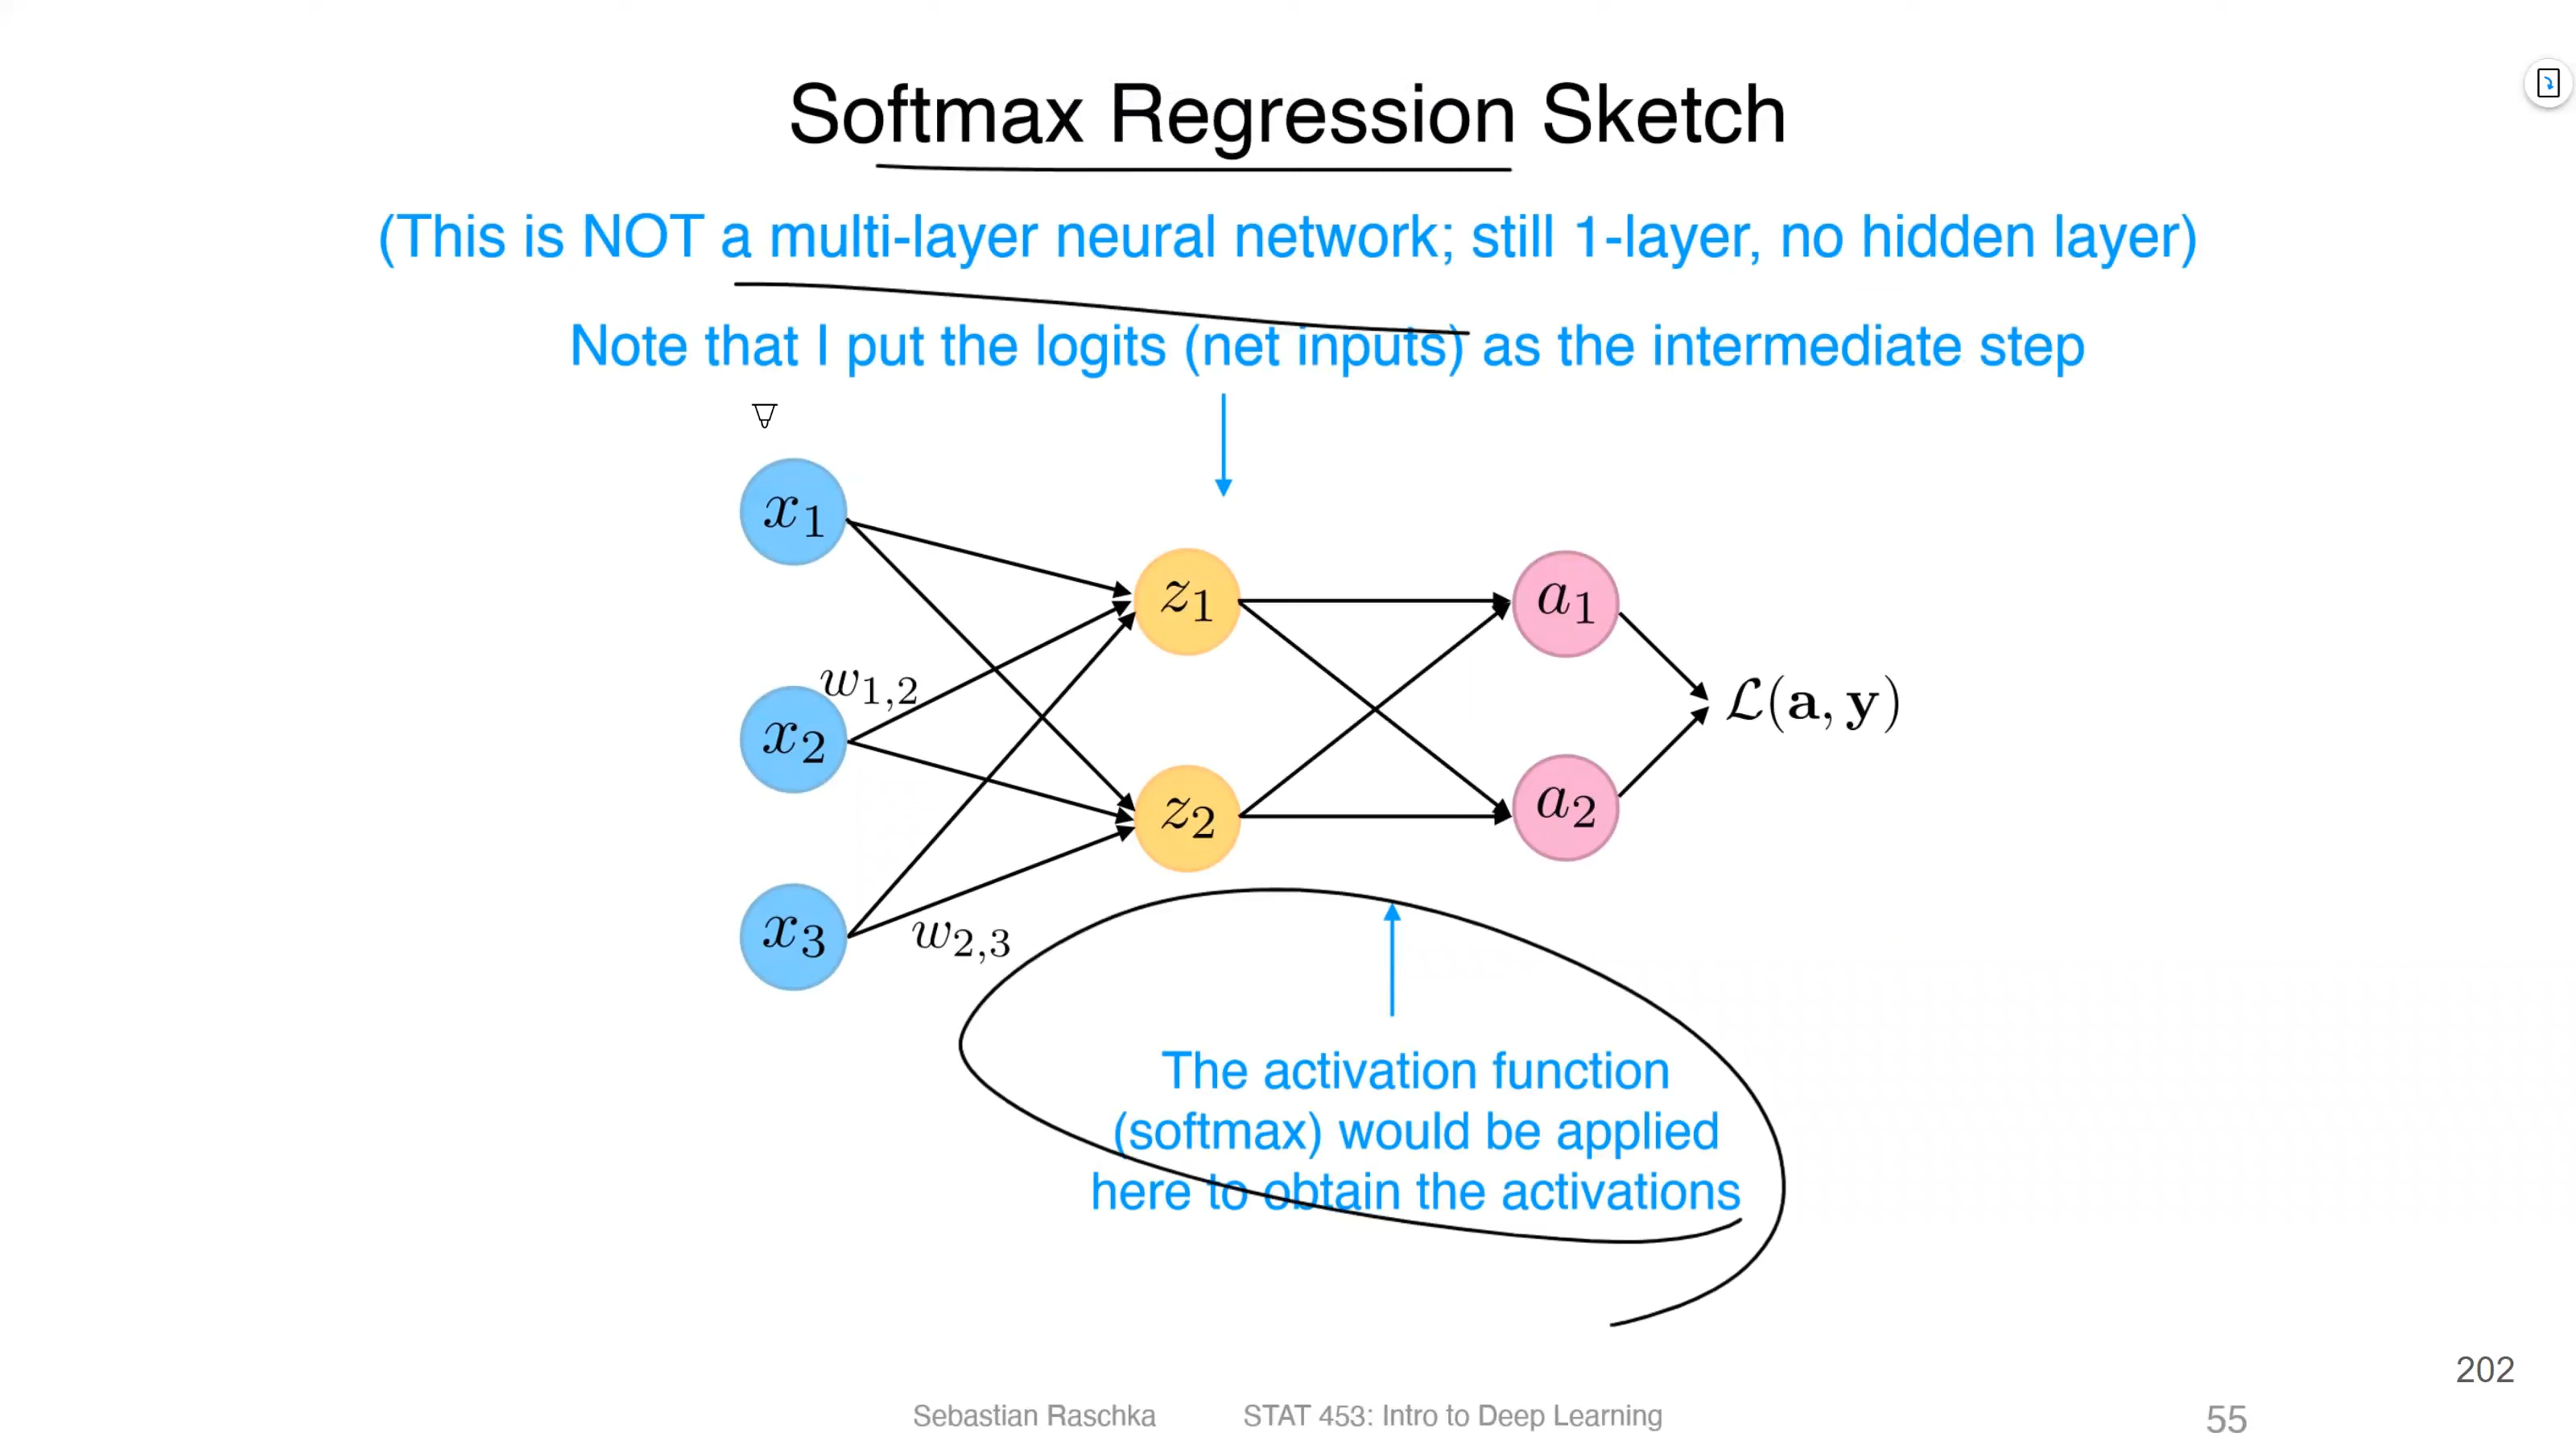 Softmax Regression Sketch
(This is NOT a multi-layer neural network; still 1-layer, no hidden layer)
Note that I put the logits (net inputs) as the intermediate step
x₁
z₁
a₁
w₁,₂
x₂
ℒ(𝐚, 𝐲)
z₂
a₂
x₃
w₂,₃
The activation function
(softmax) would be applied
here to obtain the activations
202
Sebastian Raschka STAT 453: Intro to Deep Learning 55